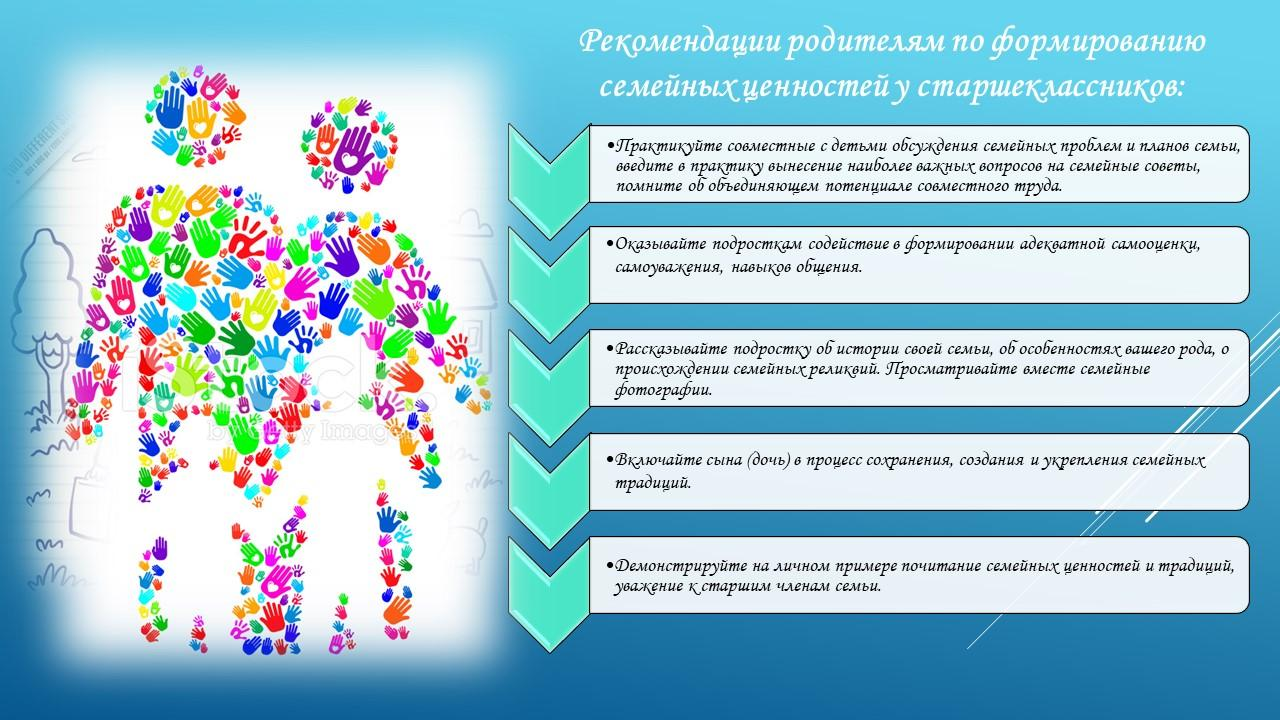 Рекомендации родителям по формированию
семейных ценностей у старшеклассников:
•Практикуйте совместные с детьми обсуждения семейных проблем и планов семьи,
введите в практику вынесение наиболее важных вопросов на семейные советы,
помните об объединяющем потенциале совместного труда.
•Оказывайте подросткам содействие в формировании адекватной самооценки,
самоуважения, навыков общения.
•Рассказывайте подростку об истории своей семьи, об особенностях вашего рода, о
происхождении семейных реликвий. Просматривайте вместе семейные
фотографии.
•Включайте сына (дочь) в процесс сохранения, создания и укрепления семейных
традиций.
•Демонстрируйте на личном примере почитание семейных ценностей и традиций,
уважение к старшим членам семьи.
by Getty Images